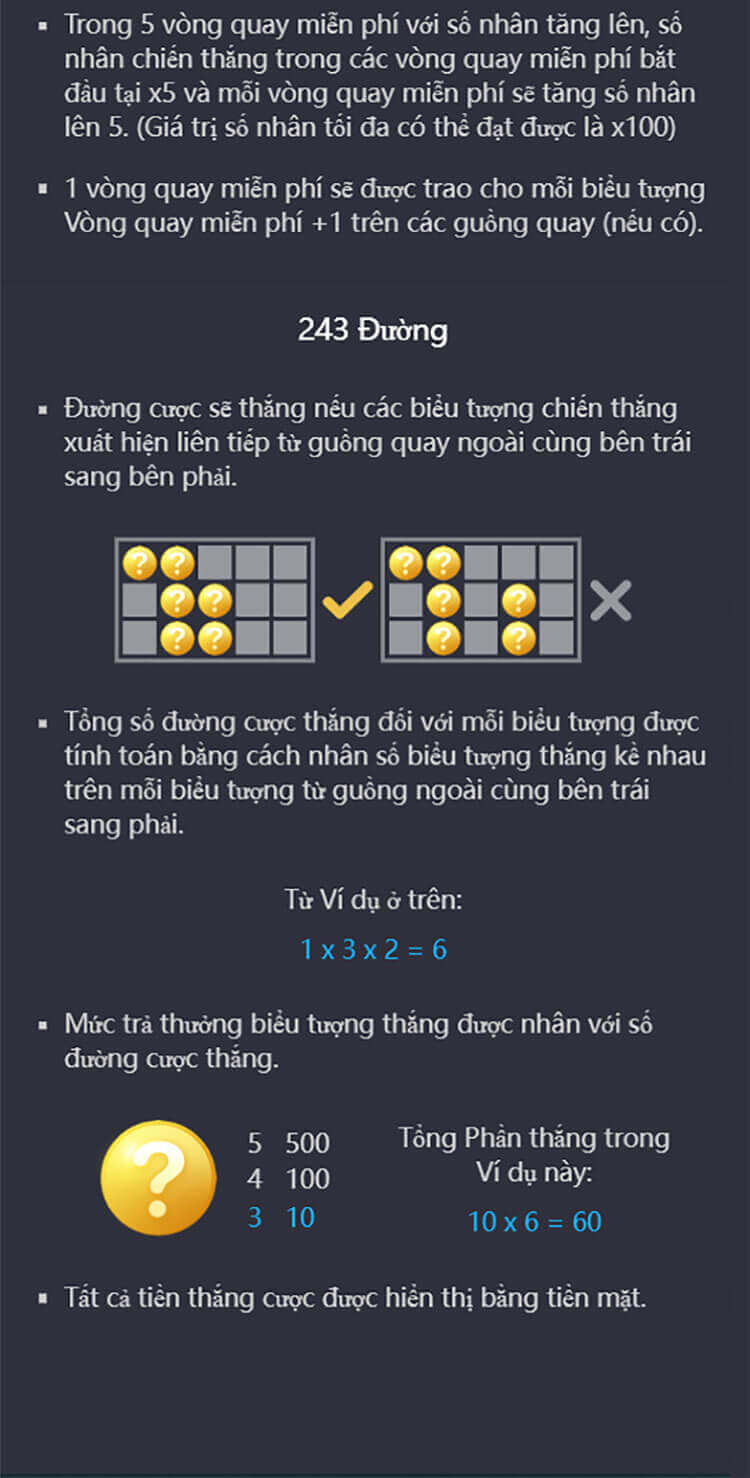 Trong 5 vòng quay miễn phí với số nhân tăng lên, số
nhân chiến thắng trong các vòng quay miễn phí bắt
đầu tại x5 và mỗi vòng quay miễn phí sẽ tăng số nhân
lên 5. (Giá trị số nhân tối đa có thể đạt được là x100)
1 vòng quay miễn phí sẽ được trao cho mỗi biểu tượng
Vòng quay miễn phí +1 trên các guồng quay (nếu có).
243 Đường
Đường cược sẽ thắng nếu các biểu tượng chiến thắng
xuất hiện liên tiếp từ guồng quay ngoài cùng bên trái
sang bên phải.
? ? ? ?
? ? ? ?
? ? ? ?
Tổng số đường cược thắng đối với mỗi biểu tượng được
tính toán bằng cách nhân số biểu tượng thắng kề nhau
trên mỗi biểu tượng từ guồng ngoài cùng bên trái
sang phải.
Từ Ví dụ ở trên:
1 x 3 x 2 = 6
Mức trả thưởng biểu tượng thắng được nhân với số
đường cược thắng.
?
5 500
4 100
3 10
Tổng Phần thắng trong
Ví dụ này:
10 x 6 = 60
Tất cả tiền thắng cược được hiển thị bằng tiền mặt.